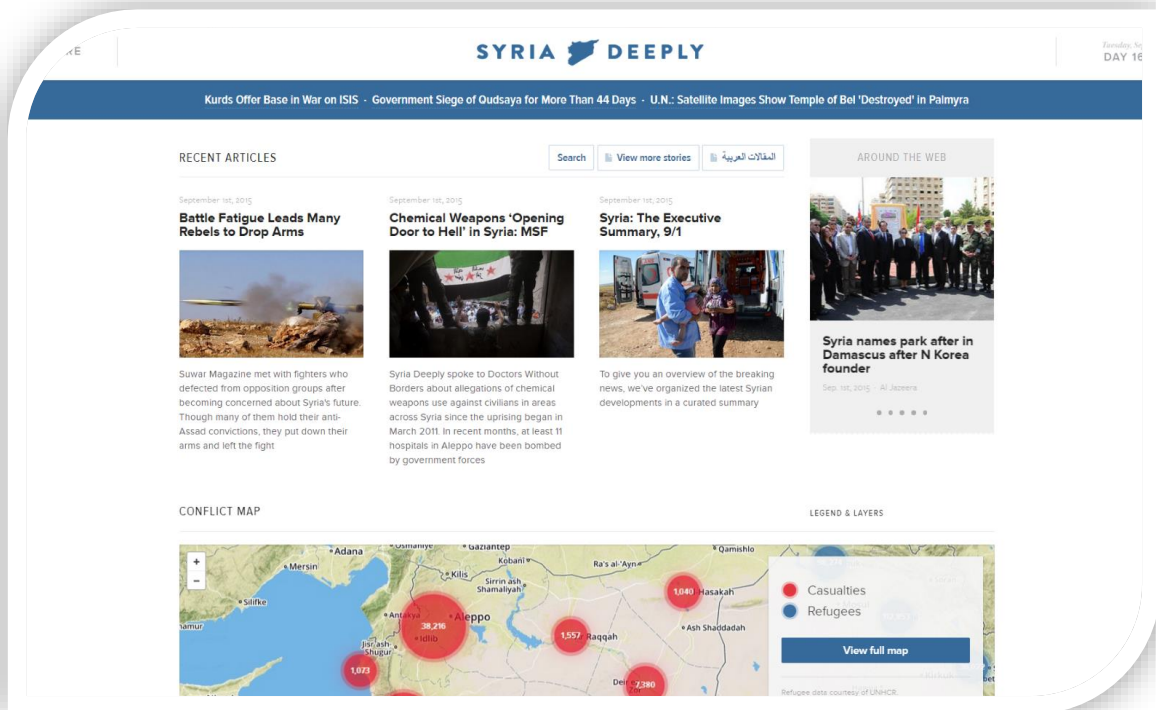 SYRIA DEEPLY
Tuesday, Se
DAY 16
Kurds Offer Base in War on ISIS · Government Siege of Qudsaya for More Than 44 Days · U.N.: Satellite Images Show Temple of Bel 'Destroyed' in Palmyra
RECENT ARTICLES
Search
View more stories
المقالات العربية
September 1st, 2015
Battle Fatigue Leads Many
Rebels to Drop Arms
Suwar Magazine met with fighters who
defected from opposition groups after
becoming concerned about Syria's future.
Though many of them hold their anti-
Assad convictions, they put down their
arms and left the fight
September 1st, 2015
Chemical Weapons 'Opening
Door to Hell' in Syria: MSF
Syria Deeply spoke to Doctors Without
Borders about allegations of chemical
weapons use against civilians in areas
across Syria since the uprising began in
March 2011. In recent months, at least 11
hospitals in Aleppo have been bombed
by government forces
September 1st, 2015
Syria: The Executive
Summary, 9/1
To give you an overview of the breaking
news, we've organized the latest Syrian
developments in a curated summary
AROUND THE WEB
Syria names park after in
Damascus after N Korea
founder
Sep. 1st, 2015 · Al Jazeera
CONFLICT MAP
LEGEND & LAYERS
+
−
Adana
Osmaniye
Gaziantep
Qamishlo
Mersin
Kobani
Ra's al-'Ayn
Kilis
Sirrin ash
Shamaliyah
1,040
Hasakah
Silifke
Aleppo
38,216
Idlib
namur
1,557
Raqqah
Ash Shaddadah
Jisr ash-
Shugur
1,073
2,380
Casualties
Refugees
View full map
Refugee data courtesy of UNHCR.